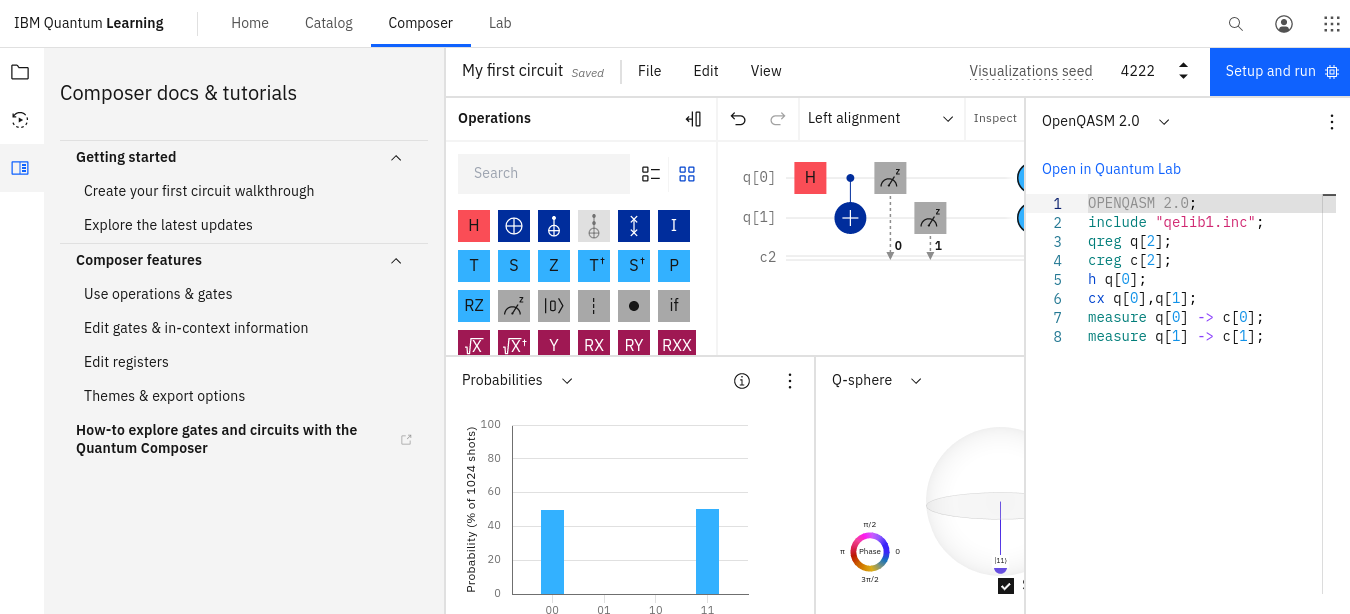 IBM Quantum Learning
Home
Catalog
Composer
Lab
Composer docs & tutorials
Getting started
Create your first circuit walkthrough
Explore the latest updates
Composer features
Use operations & gates
Edit gates & in-context information
Edit registers
Themes & export options
How-to explore gates and circuits with the
Quantum Composer
My first circuit Saved
File
Edit
View
Visualizations seed
4222
Setup and run
Operations
Search
H
I
T S Z T† S† P
RZ z |0⟩ if
√X √X† Y RX RY RXX
Left alignment
Inspect
q[0] H z
q[1] z
0 1
c2
OpenQASM 2.0
Open in Quantum Lab
1 OPENQASM 2.0;
2 include "qelib1.inc";
3 qreg q[2];
4 creg c[2];
5 h q[0];
6 cx q[0],q[1];
7 measure q[0] -> c[0];
8 measure q[1] -> c[1];
Probabilities
Probability (% of 1024 shots)
100
80
60
40
20
0
00 01 10 11
Q-sphere
π/2
π Phase 0
3π/2
|11⟩